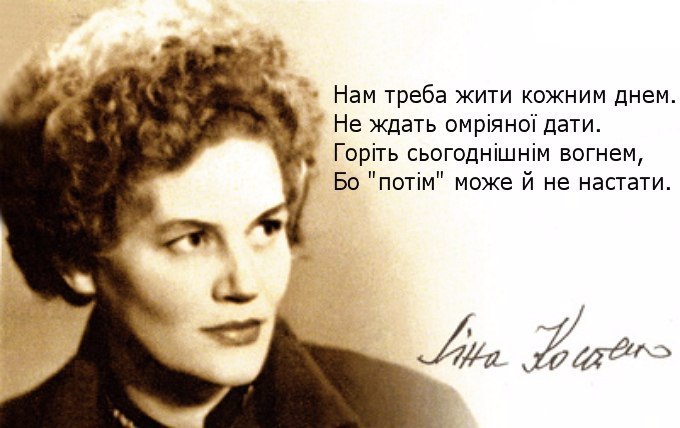 Нам треба жити кожним днем.
Не ждать омріяної дати.
Горіть сьогоднішнім вогнем,
Бо "потім" може й не настати.
Ліна Костенко